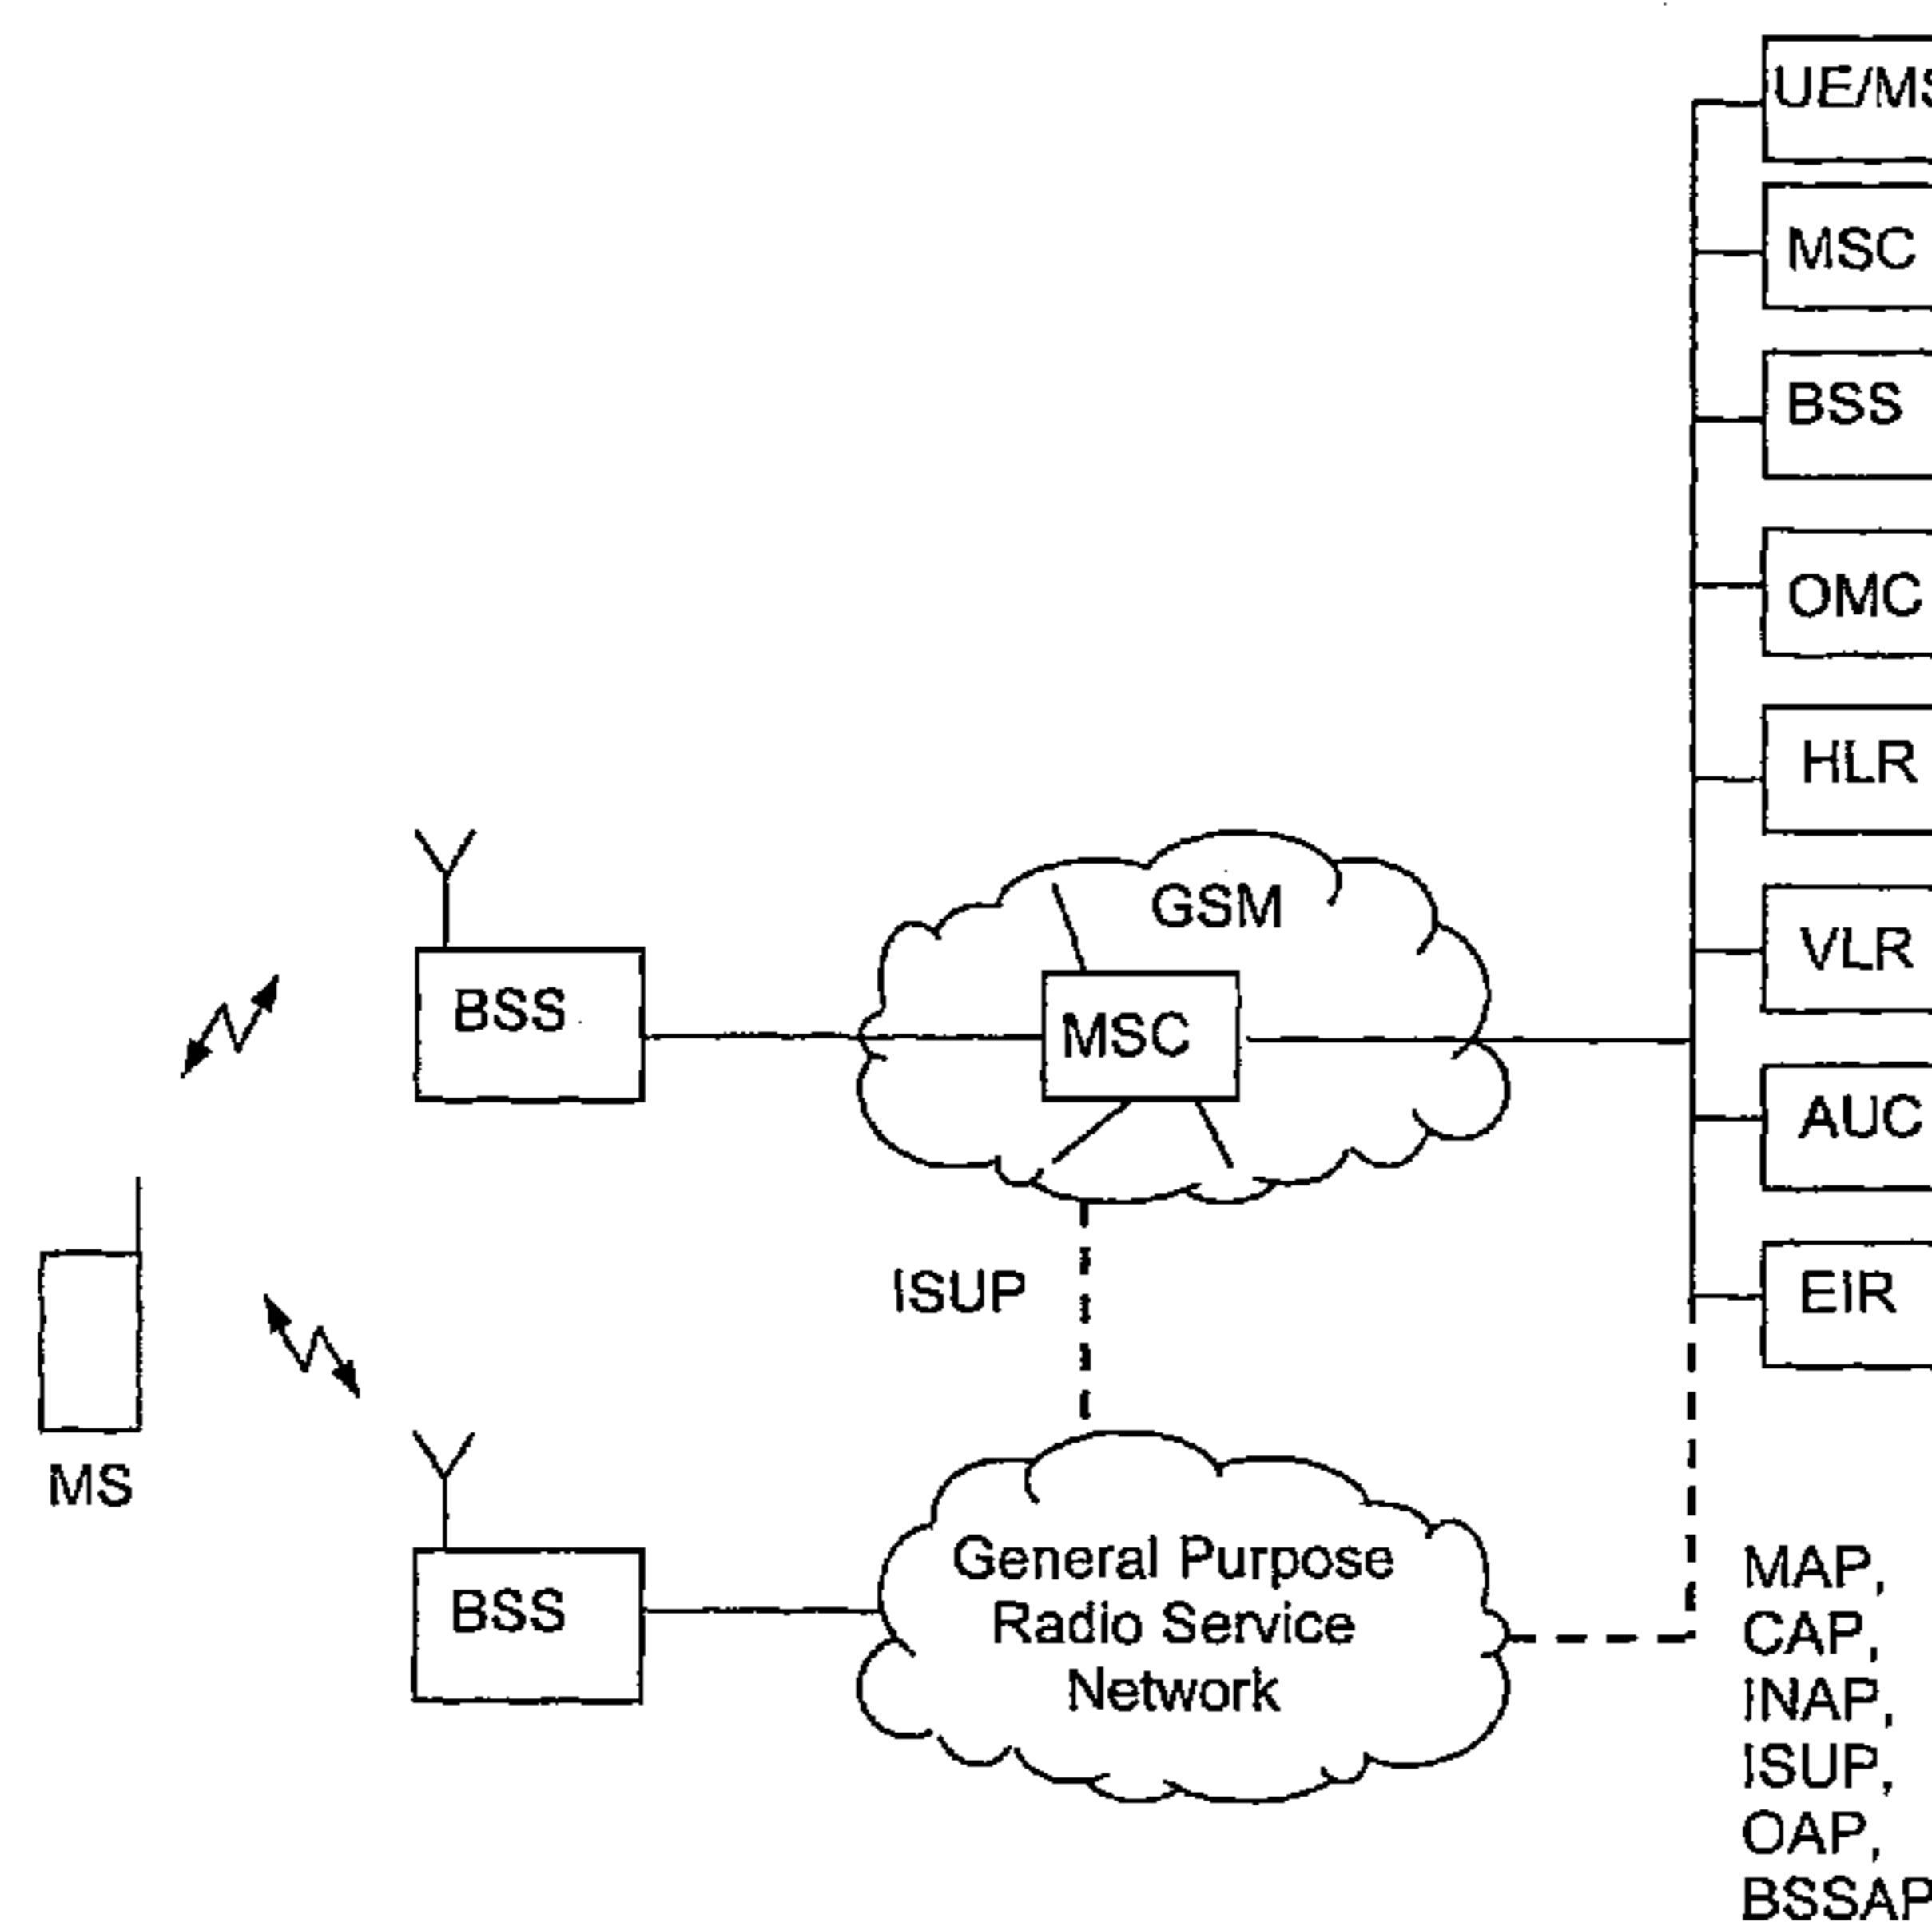 UE/MS
MSC
BSS
OMC
HLR
VLR
AUC
EIR
GSM
BSS
MSC
ISUP
MS
BSS
General Purpose
Radio Service
Network
MAP,
CAP,
INAP,
ISUP,
OAP,
BSSAP